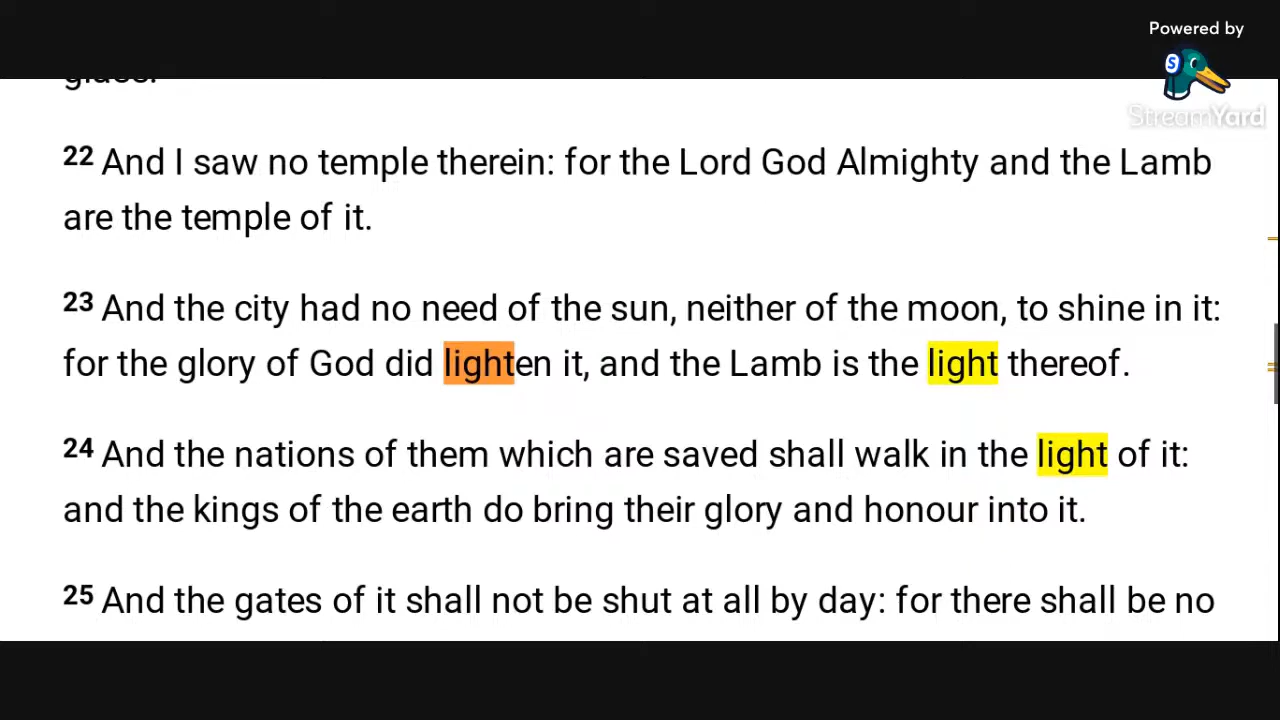 Powered by
StreamYard
22 And I saw no temple therein: for the Lord God Almighty and the Lamb
are the temple of it.
23 And the city had no need of the sun, neither of the moon, to shine in it:
for the glory of God did lighten it, and the Lamb is the light thereof.
24 And the nations of them which are saved shall walk in the light of it:
and the kings of the earth do bring their glory and honour into it.
25 And the gates of it shall not be shut at all by day: for there shall be no